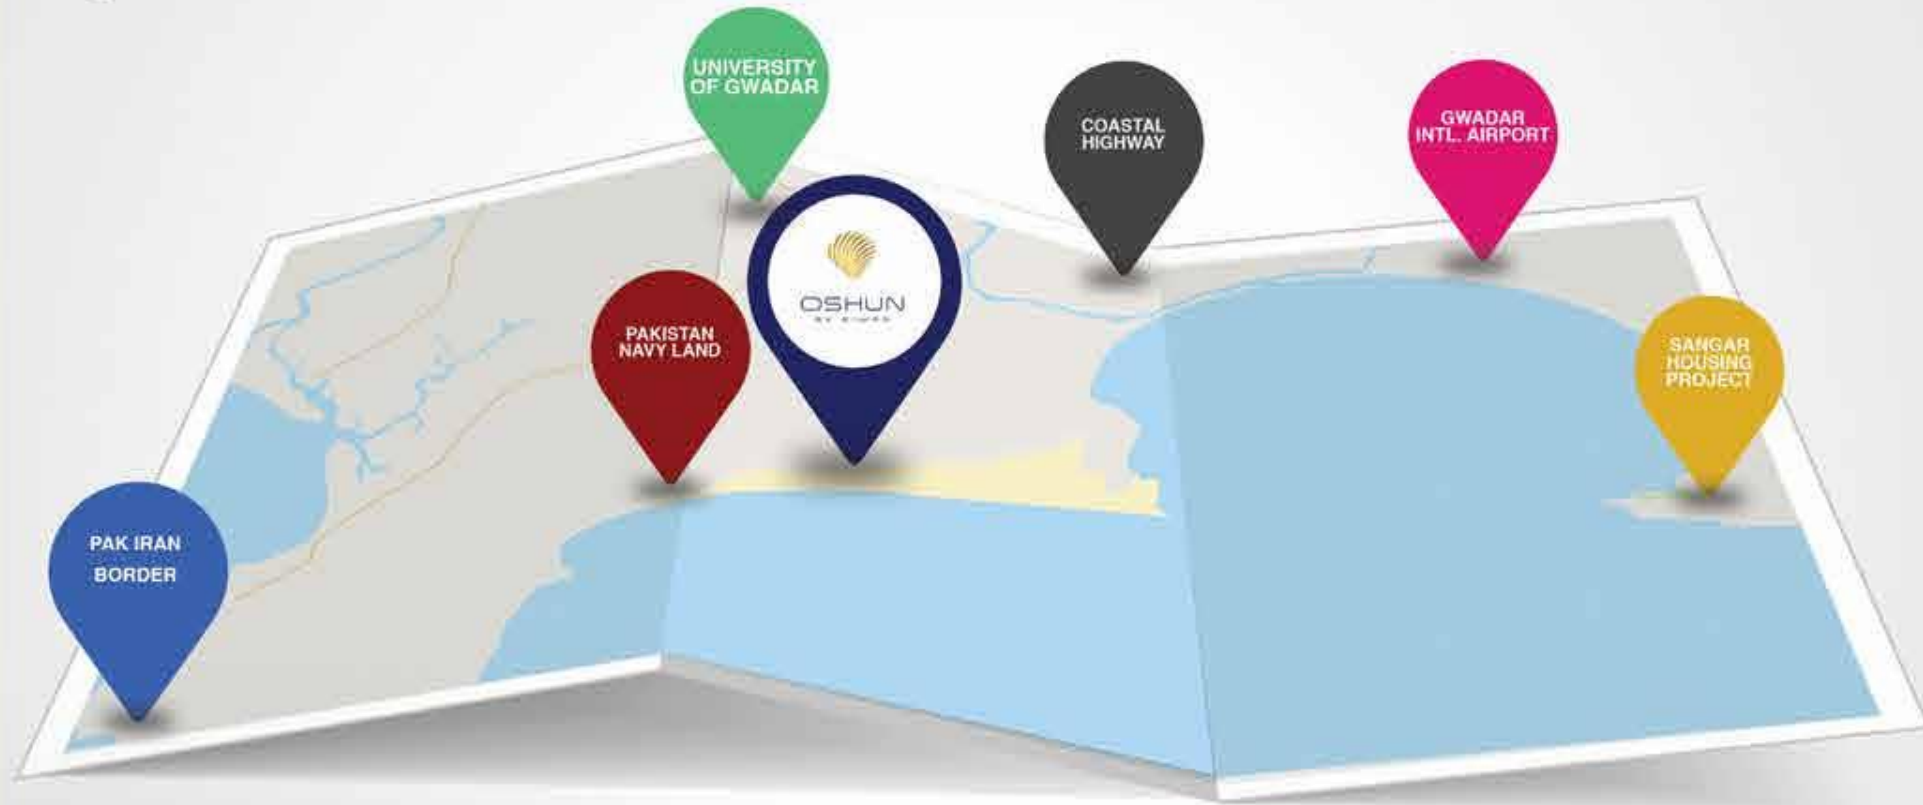 UNIVERSITY
OF GWADAR
COASTAL
HIGHWAY
GWADAR
INTL. AIRPORT
OSHUN
PAKISTAN
NAVY LAND
SANGAR
HOUSING
PROJECT
PAK IRAN
BORDER